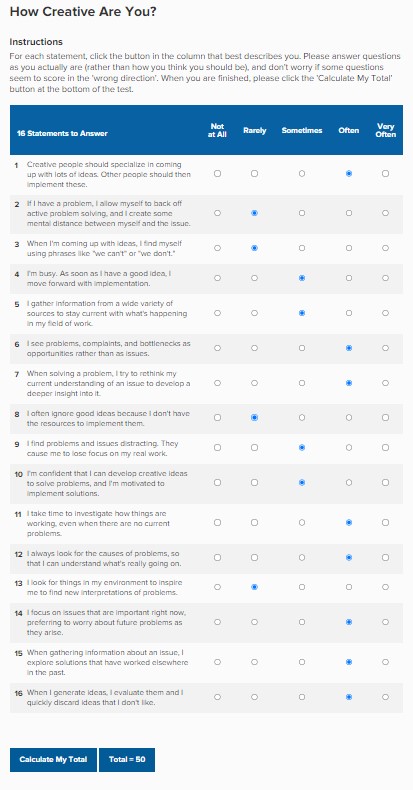 How Creative Are You?
Instructions
For each statement, click the button in the column that best describes you. Please answer questions
as you actually are (rather than how you think you should be), and don't worry if some questions
seem to score in the 'wrong direction'. When you are finished, please click the 'Calculate My Total'
button at the bottom of the test.
16 Statements to Answer
Not
at All
Rarely
Sometimes
Often
Very
Often
1 Creative people should specialize in coming
up with lots of ideas. Other people should then
implement these.
2 If I have a problem, I allow myself to back off
active problem solving, and I create some
mental distance between myself and the issue.
3 When I'm coming up with ideas, I find myself
using phrases like "we can't" or "we don't."
4 I'm busy. As soon as I have a good idea, I
move forward with implementation.
5 I gather information from a wide variety of
sources to stay current with what's happening
in my field of work.
6 I see problems, complaints, and bottlenecks as
opportunities rather than as issues.
7 When solving a problem, I try to rethink my
current understanding of an issue to develop a
deeper insight into it.
8 I often ignore good ideas because I don't have
the resources to implement them.
9 I find problems and issues distracting. They
cause me to lose focus on my real work.
10 I'm confident that I can develop creative ideas
to solve problems, and I'm motivated to
implement solutions.
11 I take time to investigate how things are
working, even when there are no current
problems.
12 I always look for the causes of problems, so
that I can understand what's really going on.
13 I look for things in my environment to inspire
me to find new interpretations of problems.
14 I focus on issues that are important right now,
preferring to worry about future problems as
they arise.
15 When gathering information about an issue, I
explore solutions that have worked elsewhere
in the past.
16 When I generate ideas, I evaluate them and I
quickly discard ideas that I don't like.
Calculate My Total
Total = 50